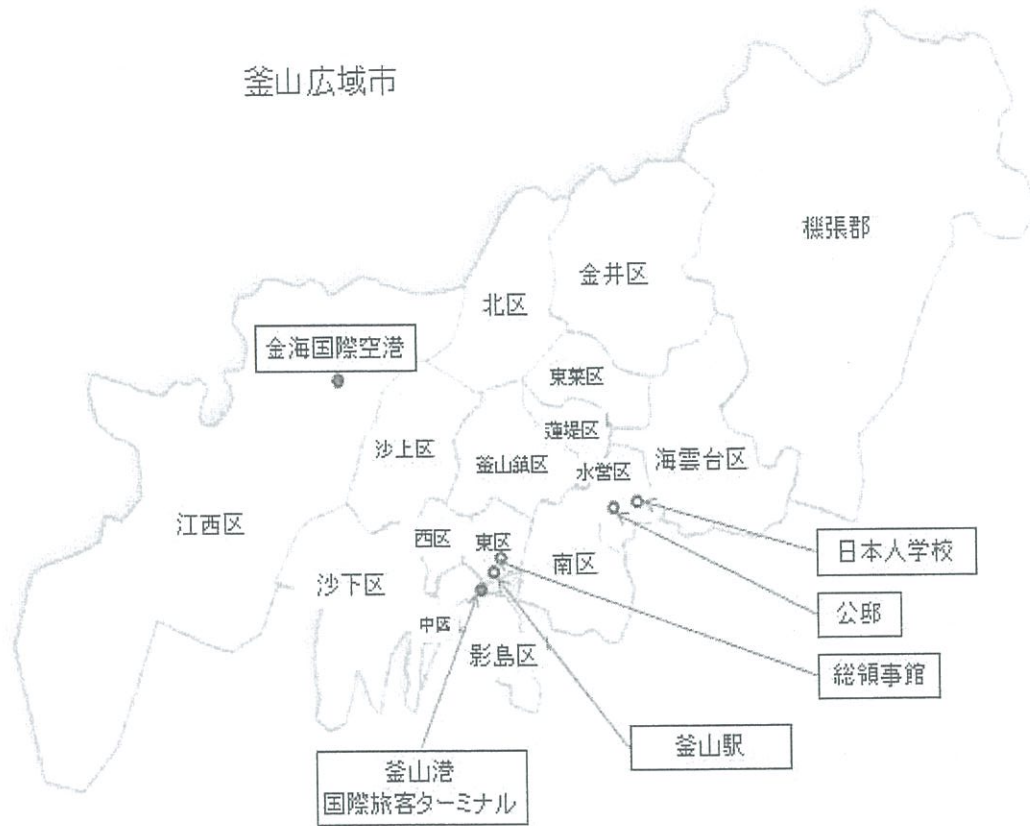 釜山広域市
機張郡
金井区
北区
金海国際空港
東萊区
蓮堤区
沙上区
釜山鎮区
水営区
海雲台区
江西区
西区
東区
南区
日本人学校
沙下区
公邸
中区
影島区
総領事館
釜山駅
釜山港
国際旅客ターミナル